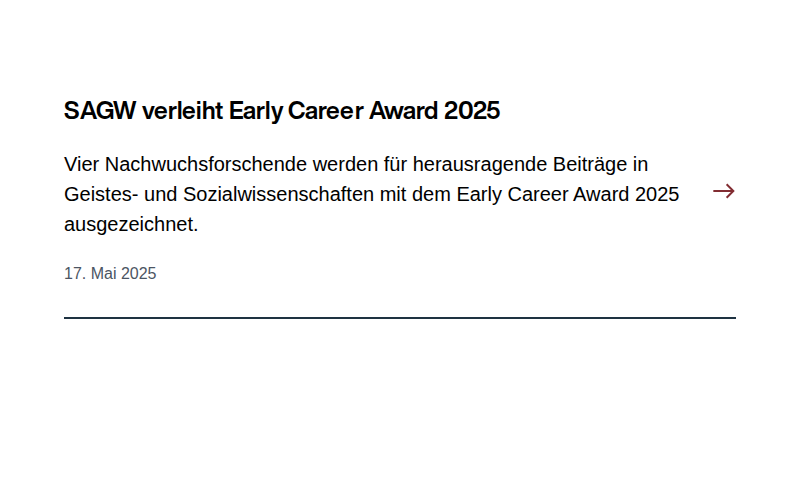 SAGW verleiht Early Career Award 2025
Vier Nachwuchsforschende werden für herausragende Beiträge in
Geistes- und Sozialwissenschaften mit dem Early Career Award 2025
ausgezeichnet.
17. Mai 2025